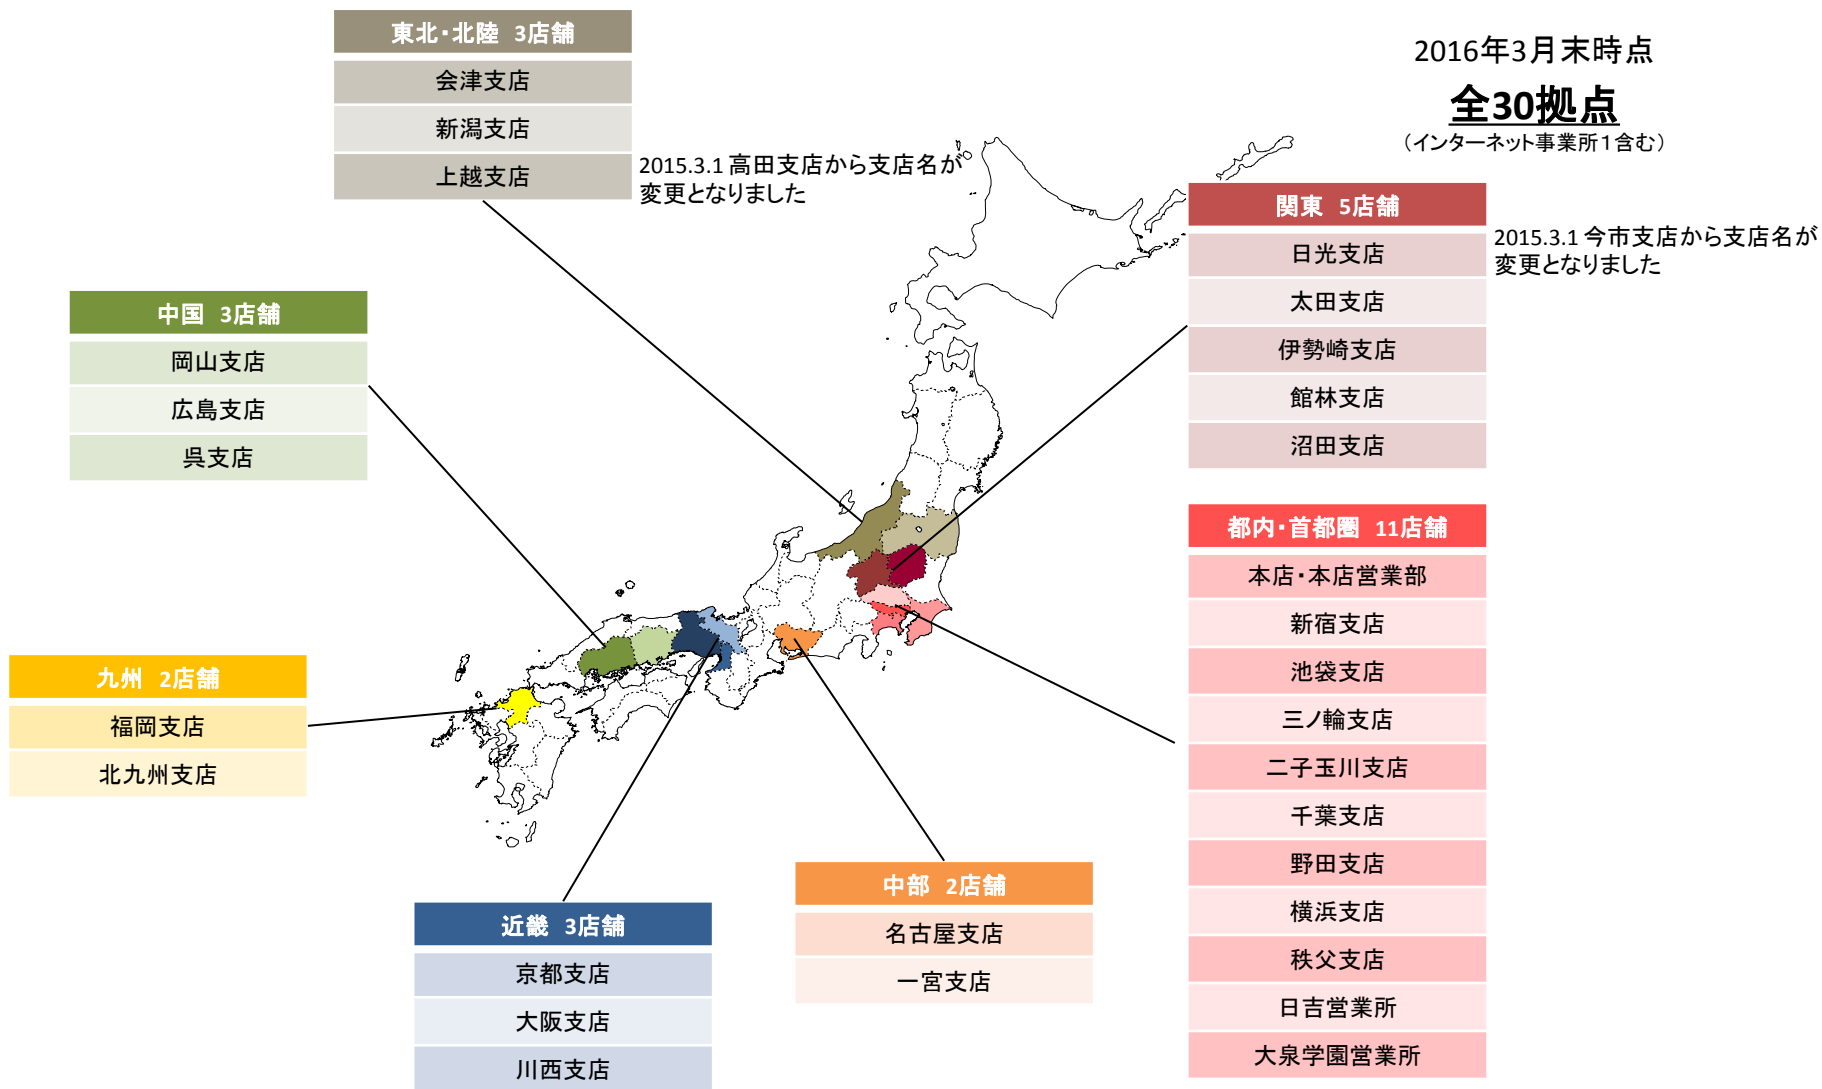 東北・北陸 3店舗
会津支店
新潟支店
上越支店
2015.3.1 高田支店から支店名が
変更となりました
2016年3月末時点
全30拠点
（インターネット事業所1含む）
関東 5店舗
日光支店
太田支店
伊勢崎支店
館林支店
沼田支店
2015.3.1 今市支店から支店名が
変更となりました
中国 3店舗
岡山支店
広島支店
呉支店
都内・首都圏 11店舗
本店・本店営業部
新宿支店
池袋支店
三ノ輪支店
二子玉川支店
千葉支店
野田支店
横浜支店
秩父支店
日吉営業所
大泉学園営業所
九州 2店舗
福岡支店
北九州支店
中部 2店舗
名古屋支店
一宮支店
近畿 3店舗
京都支店
大阪支店
川西支店